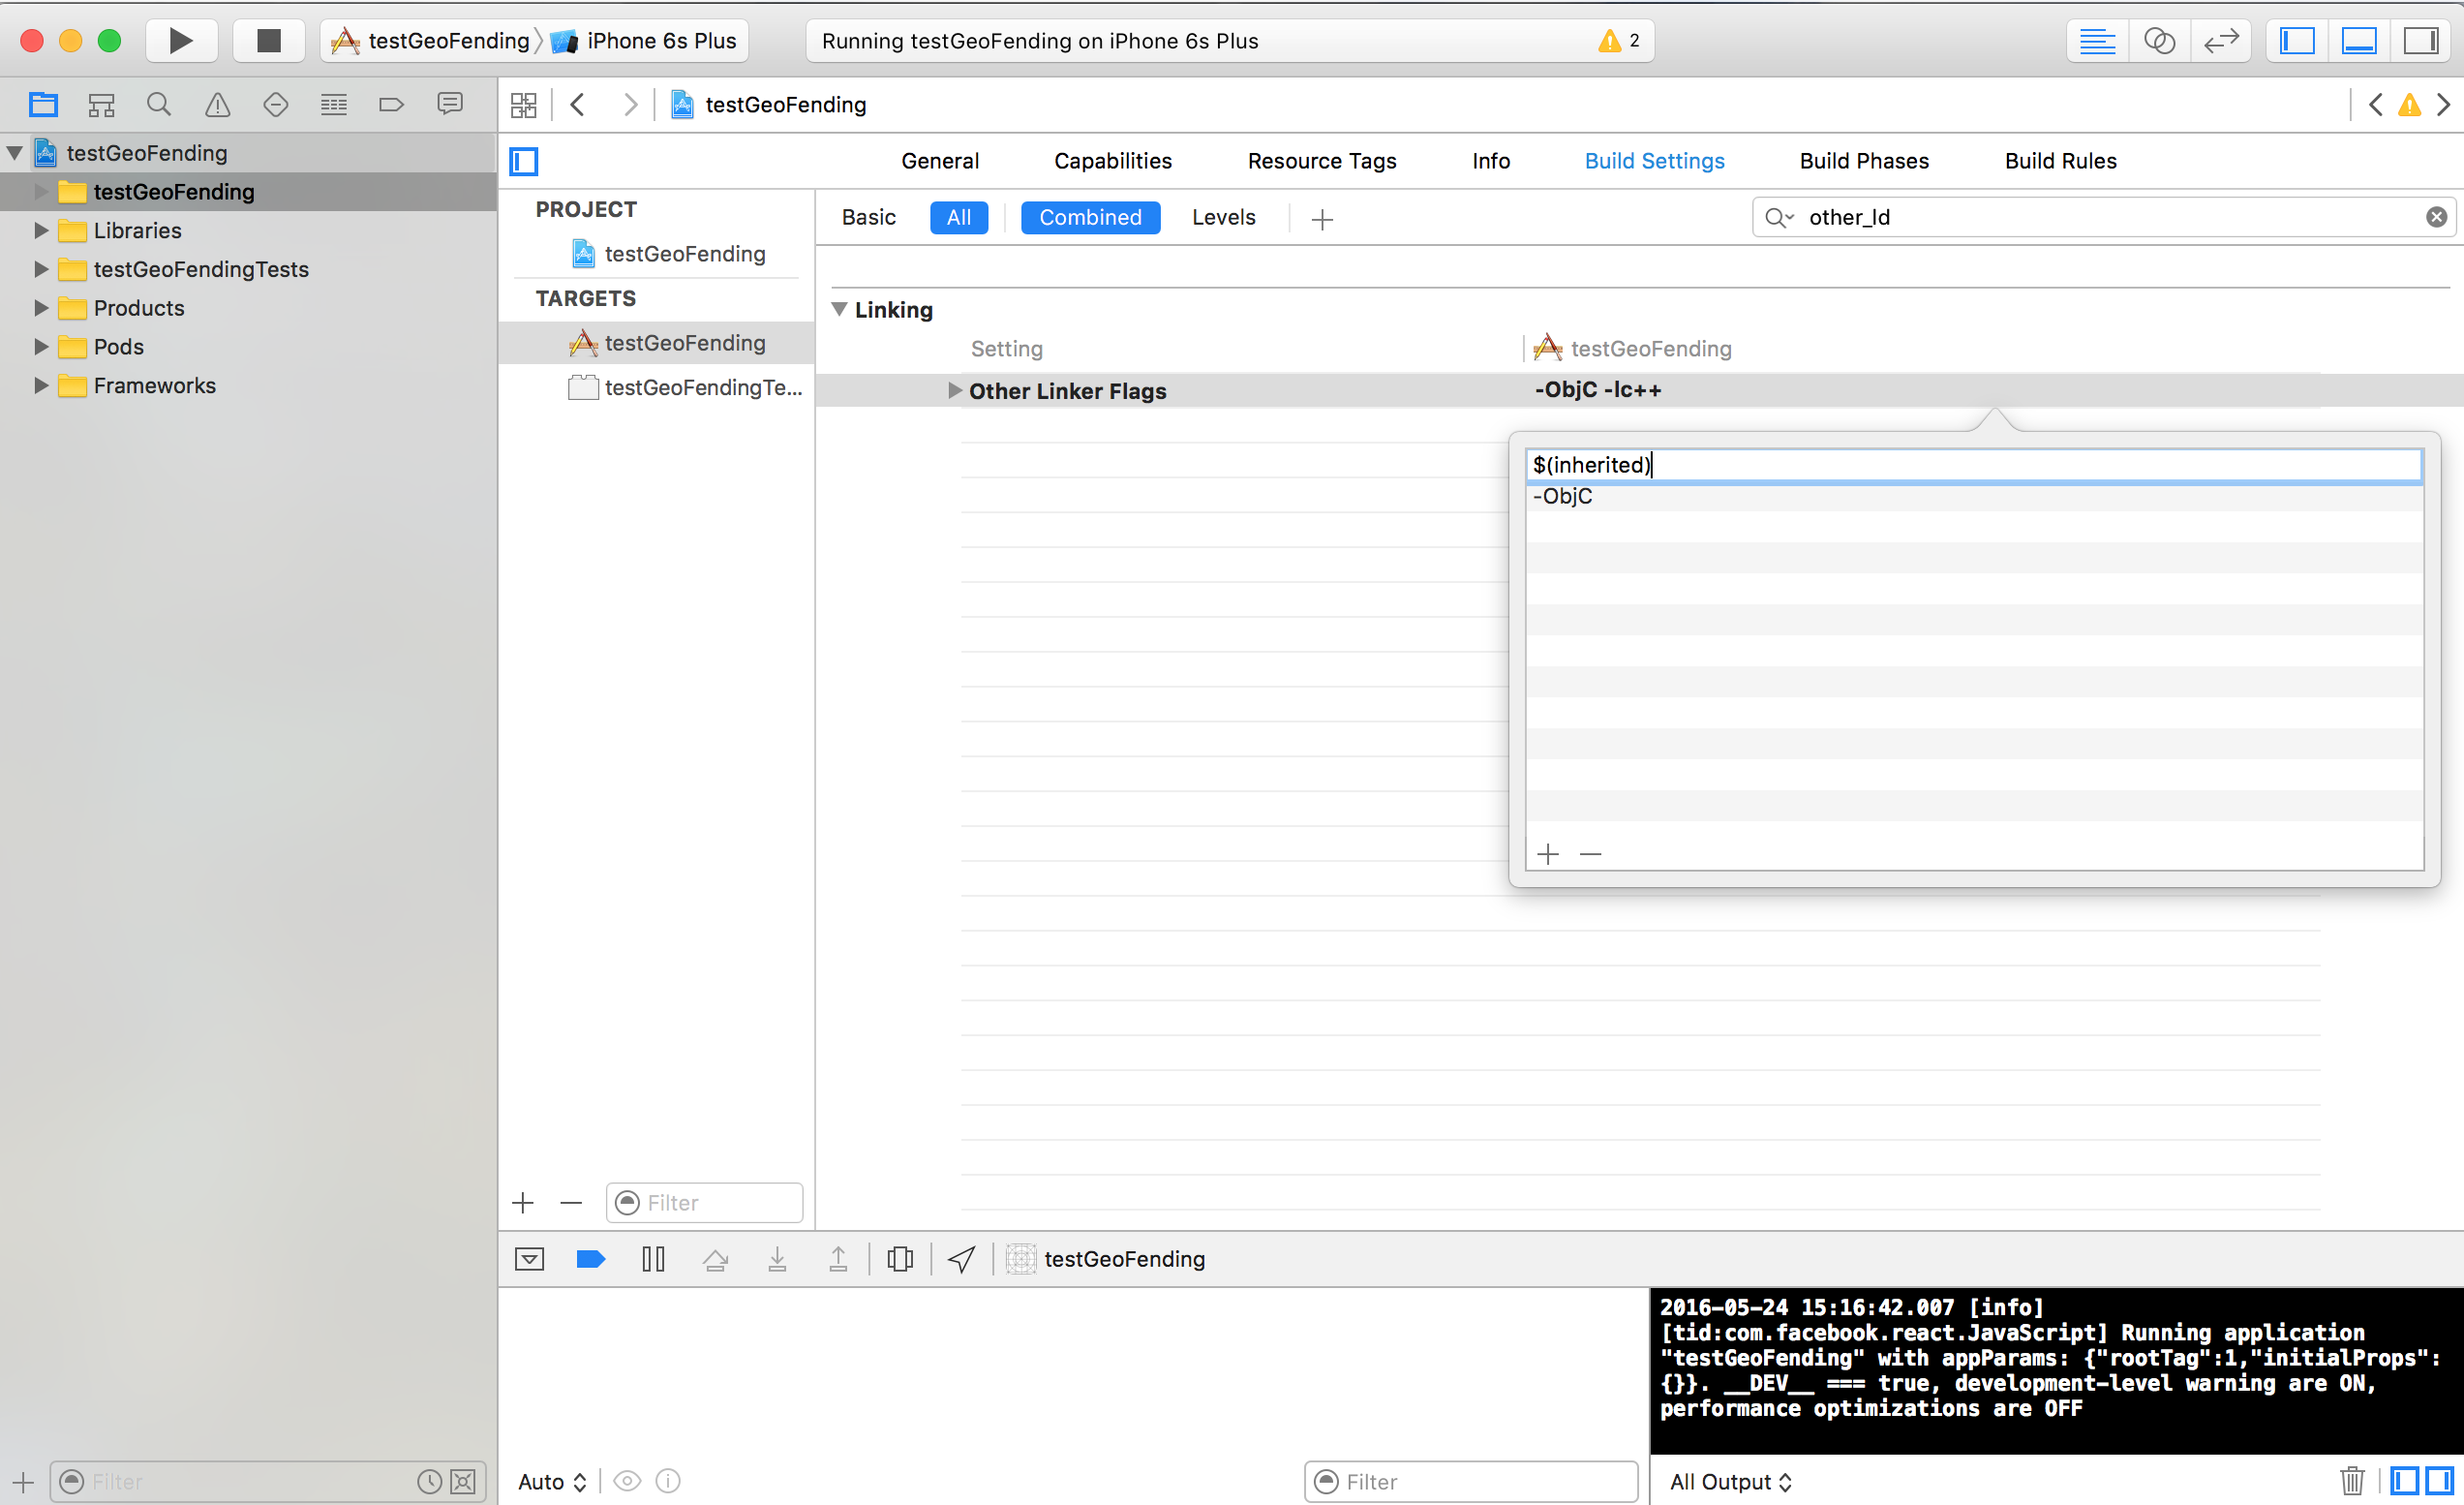 testGeoFending iPhone 6s Plus
Running testGeoFending on iPhone 6s Plus
2
testGeoFending
testGeoFending
testGeoFending
Libraries
testGeoFendingTests
Products
Pods
Frameworks
General Capabilities Resource Tags Info Build Settings Build Phases Build Rules
PROJECT
testGeoFending
TARGETS
testGeoFending
testGeoFendingTe...
Basic All Combined Levels
other_ld
Linking
Setting testGeoFending
Other Linker Flags -ObjC -lc++
$(inherited)
-ObjC
Filter
testGeoFending
2016-05-24 15:16:42.007 [info]
[tid:com.facebook.react.JavaScript] Running application
"testGeoFending" with appParams: {"rootTag":1,"initialProps":
{}}. __DEV__ === true, development-level warning are ON,
performance optimizations are OFF
Filter
Auto
Filter
All Output